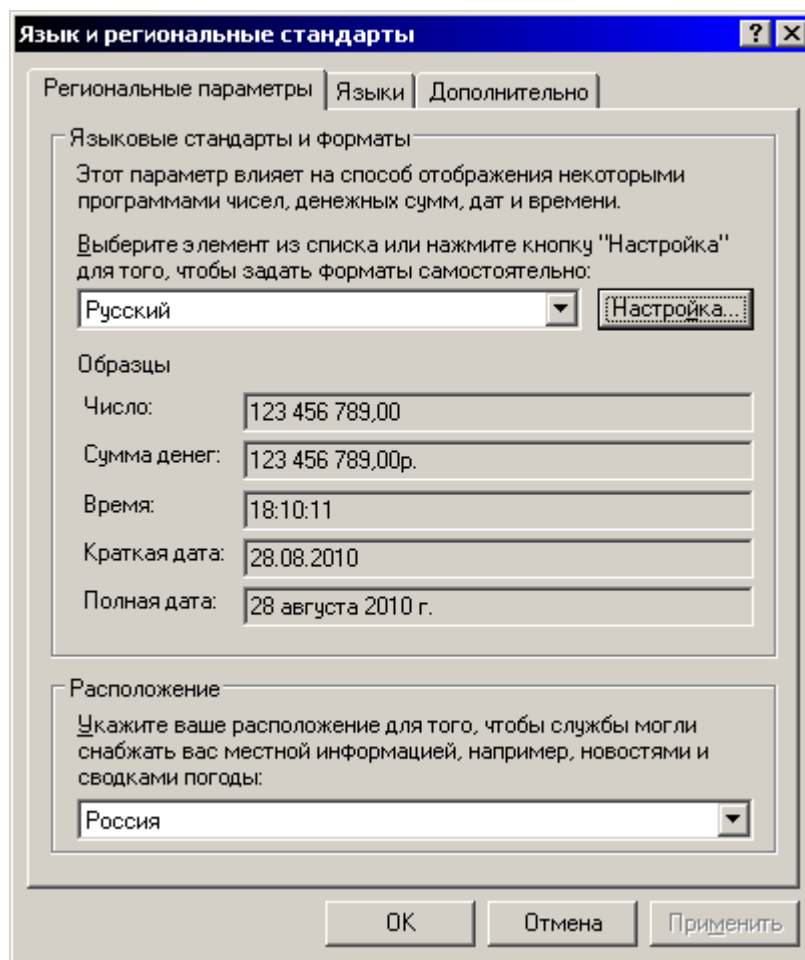 Язык и региональные стандарты
Региональные параметры Языки Дополнительно
Языковые стандарты и форматы
Этот параметр влияет на способ отображения некоторыми
программами чисел, денежных сумм, дат и времени.
Выберите элемент из списка или нажмите кнопку "Настройка"
для того, чтобы задать форматы самостоятельно:
Русский Настройка...
Образцы
Число: 123 456 789,00
Сумма денег: 123 456 789,00р.
Время: 18:10:11
Краткая дата: 28.08.2010
Полная дата: 28 августа 2010 г.
Расположение
Укажите ваше расположение для того, чтобы службы могли
снабжать вас местной информацией, например, новостями и
сводками погоды:
Россия
ОК Отмена Применить